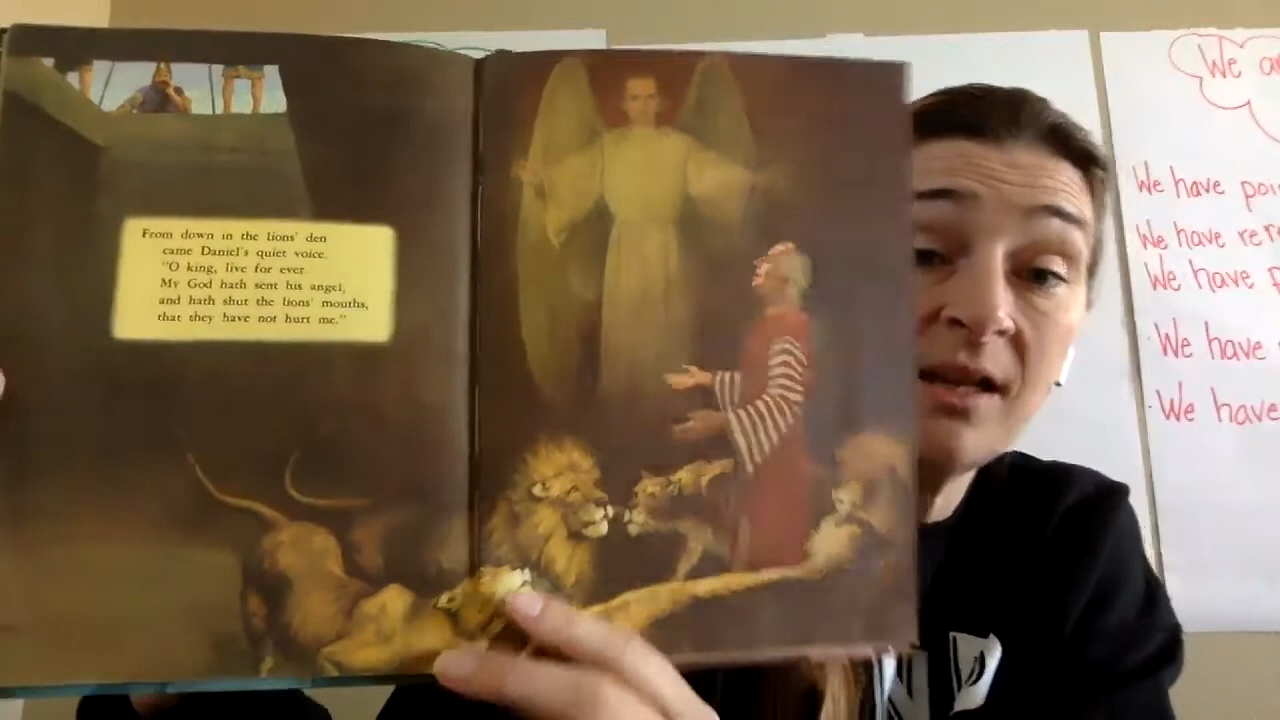 From down in the lions' den
came Daniel's quiet voice.
"O king, live for ever.
My God hath sent his angel,
and hath shut the lions' mouths,
that they have not hurt me."
We
We have
We have
We have
We have
We have